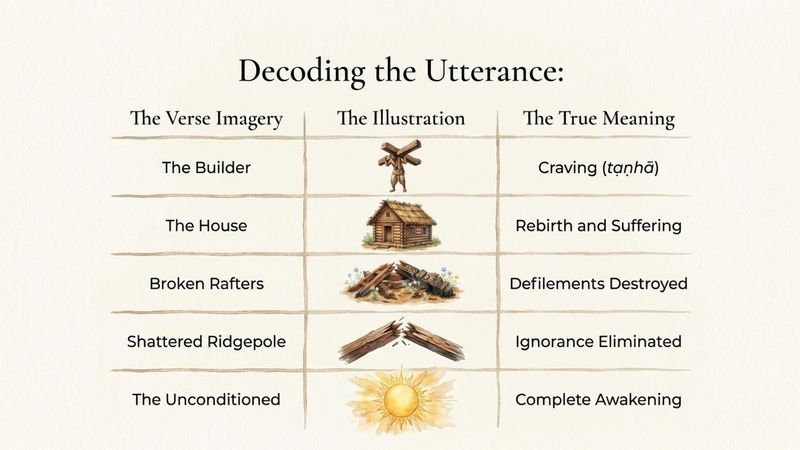 Decoding the Utterance:
The Verse Imagery The Illustration The True Meaning
The Builder Craving (taṇhā)
The House Rebirth and Suffering
Broken Rafters Defilements Destroyed
Shattered Ridgepole Ignorance Eliminated
The Unconditioned Complete Awakening